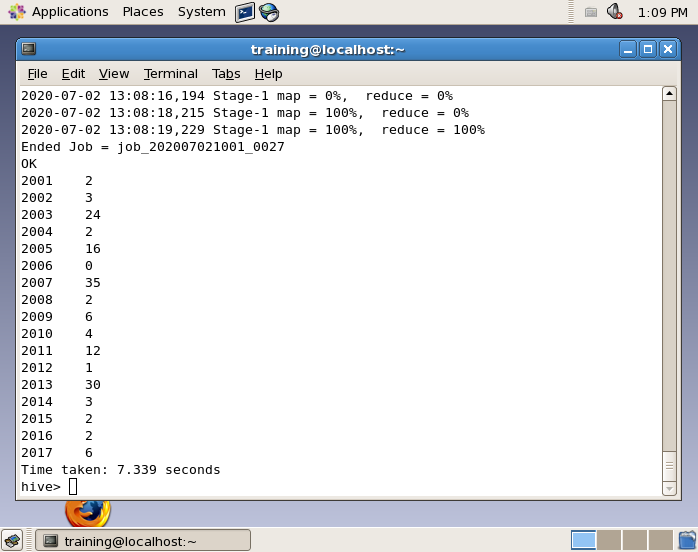 Applications Places System 1:09 PM
training@localhost:~
File Edit View Terminal Tabs Help
2020-07-02 13:08:16,194 Stage-1 map = 0%,  reduce = 0%
2020-07-02 13:08:18,215 Stage-1 map = 100%,  reduce = 0%
2020-07-02 13:08:19,229 Stage-1 map = 100%,  reduce = 100%
Ended Job = job_202007021001_0027
OK
2001    2
2002    3
2003    24
2004    2
2005    16
2006    0
2007    35
2008    2
2009    6
2010    4
2011    12
2012    1
2013    30
2014    3
2015    2
2016    2
2017    6
Time taken: 7.339 seconds
hive>
training@localhost:~